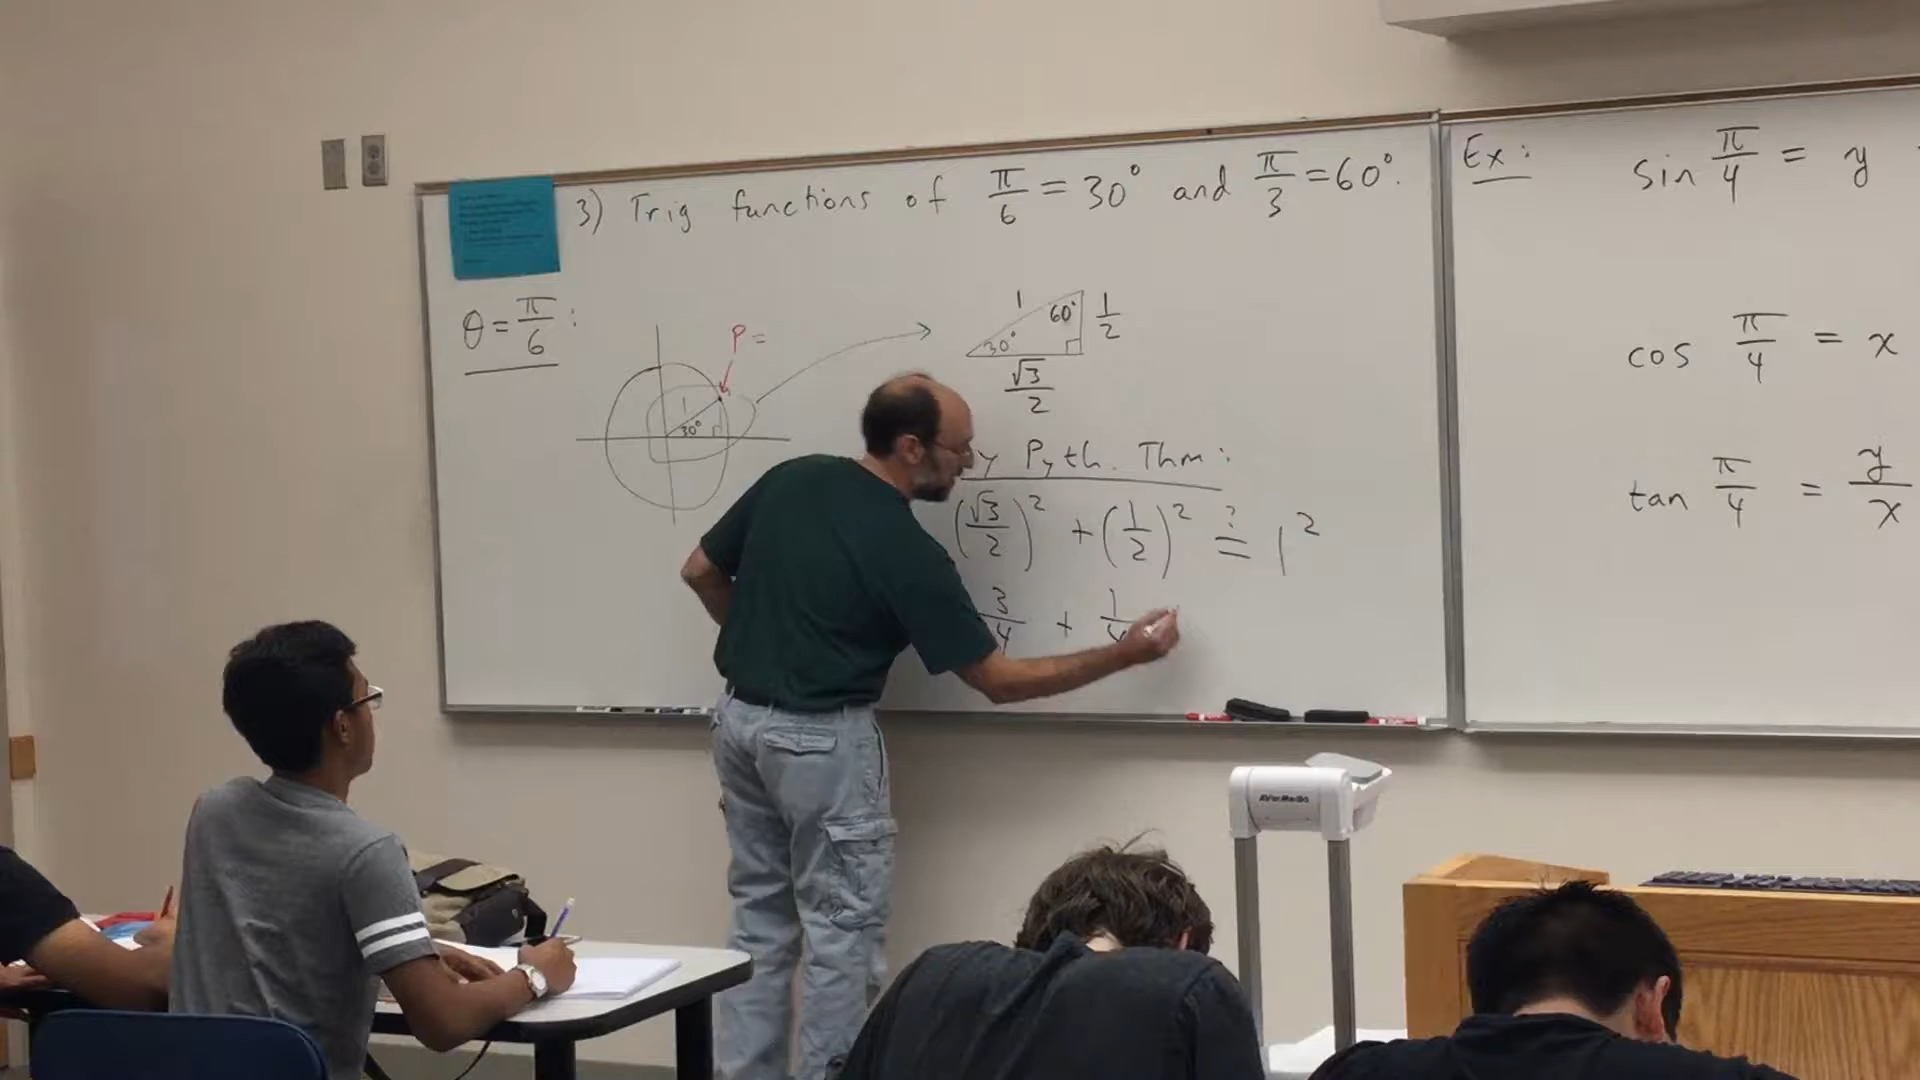 3) Trig functions of π/6 = 30° and π/3 = 60°.
θ = π/6 :
P =
1
30°
1
60°
30°
1/2
√3/2
y Pyth. Thm:
(√3/2)² + (1/2)² ≟ 1²
3/4 + 1/4
Ex:
sin π/4 = y
cos π/4 = x
tan π/4 = y/x
AVerMedia